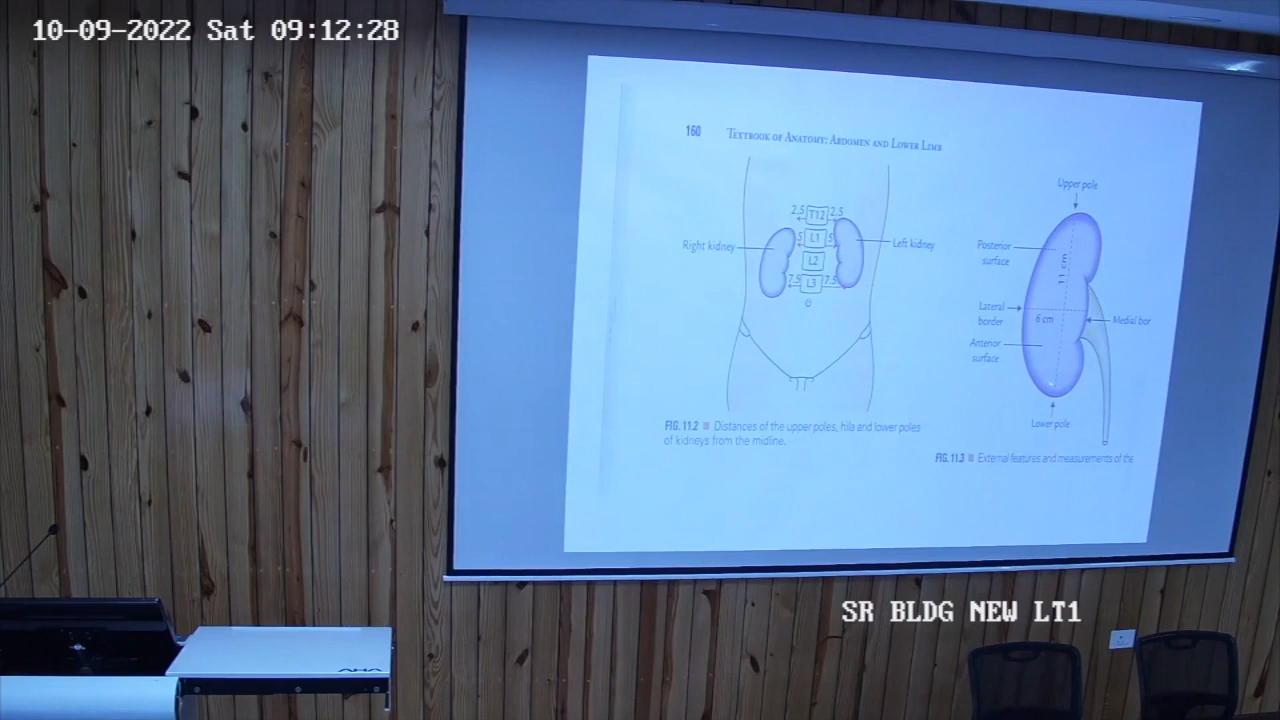 10-09-2022 Sat 09:12:28
160 TEXTBOOK OF ANATOMY: ABDOMEN AND LOWER LIMB
2.5 T12 2.5
5 L1 5
Right kidney
Left kidney
L2
7.5 L3 7.5
FIG. 11.2 Distances of the upper poles, hila and lower poles
of kidneys from the midline.
Upper pole
Posterior
surface
11 cm
Lateral
border
6 cm
Medial bor
Anterior
surface
Lower pole
FIG. 11.3 External features and measurements of the
SR BLDG NEW LT1
AHA